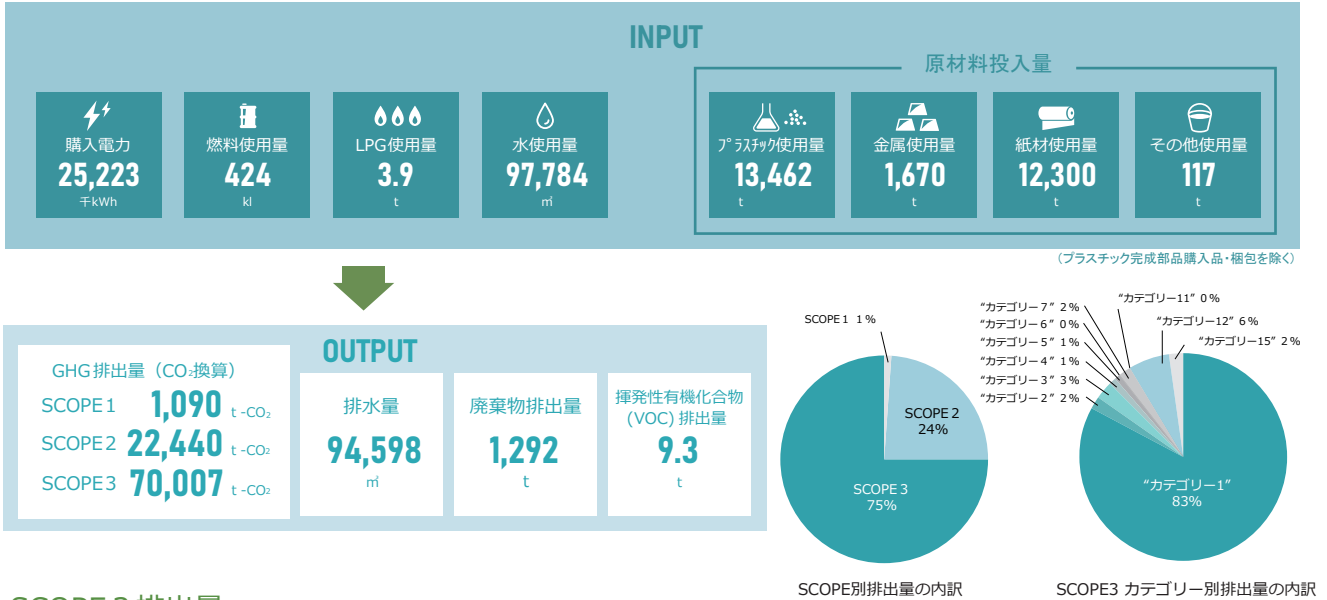 INPUT
原材料投入量
購入電力
25,223
千kWh
燃料使用量
424
kl
LPG使用量
3.9
t
水使用量
97,784
㎥
プラスチック使用量
13,462
t
金属使用量
1,670
t
紙材使用量
12,300
t
その他使用量
117
t
(プラスチック完成部品購入品・梱包を除く)
OUTPUT
GHG排出量(CO₂換算)
SCOPE1 1,090 t-CO₂
SCOPE2 22,440 t-CO₂
SCOPE3 70,007 t-CO₂
排水量
94,598
㎥
廃棄物排出量
1,292
t
揮発性有機化合物
(VOC)排出量
9.3
t
SCOPE1 1%
SCOPE2
24%
SCOPE3
75%
SCOPE別排出量の内訳
"カテゴリー11" 0%
"カテゴリー7" 2%
"カテゴリー6" 0%
"カテゴリー5" 1%
"カテゴリー4" 1%
"カテゴリー3" 3%
"カテゴリー2" 2%
"カテゴリー12" 6%
"カテゴリー15" 2%
"カテゴリー1"
83%
SCOPE3 カテゴリー別排出量の内訳